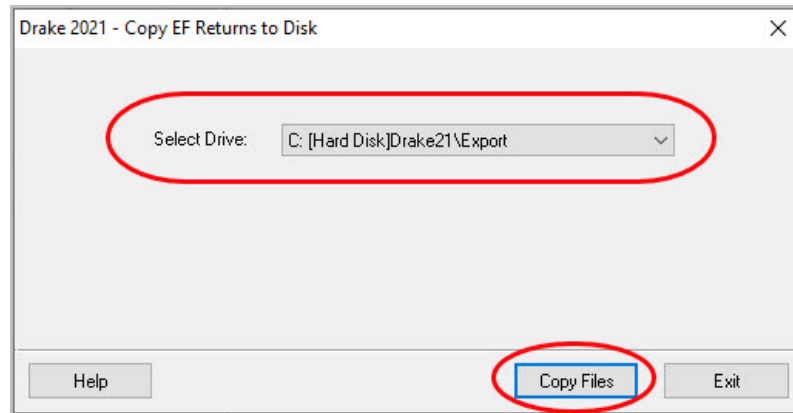 Drake 2021 - Copy EF Returns to Disk
Select Drive: C: [Hard Disk]Drake21\Export
Help Copy Files Exit